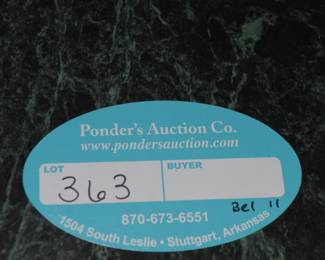 Ponder's Auction Co.
www.pondersauction.com
LOT
BUYER
363
870-673-6551
Bel 11
1504 South Leslie • Stuttgart, Arkansas